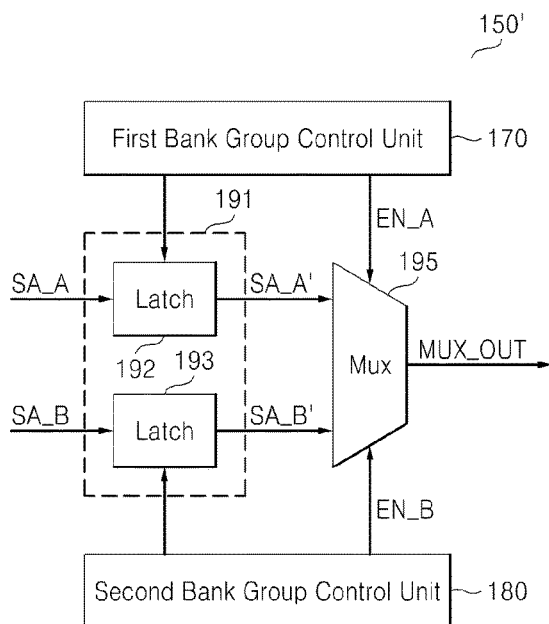 150'
First Bank Group Control Unit
170
191
EN_A
195
SA_A
Latch
SA_A'
192
Mux
MUX_OUT
193
SA_B
Latch
SA_B'
EN_B
Second Bank Group Control Unit
180